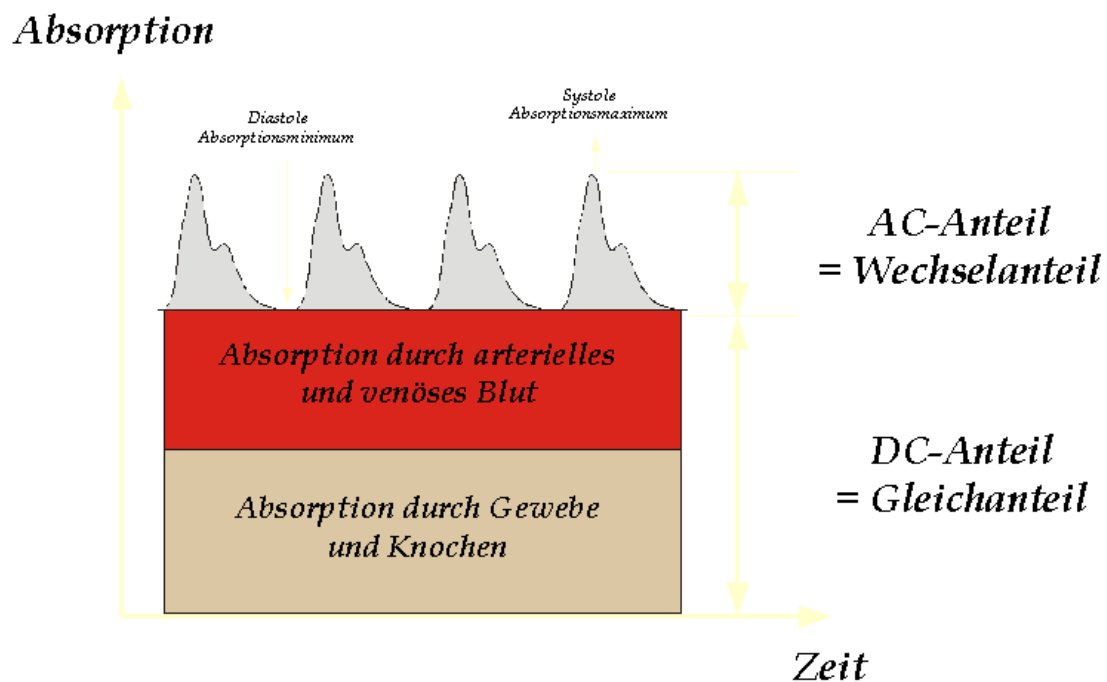 Absorption
Systole
Absorptionsmaximum
Diastole
Absorptionsminimum
AC-Anteil
= Wechselanteil
Absorption durch arterielles
und venöses Blut
DC-Anteil
= Gleichanteil
Absorption durch Gewebe
und Knochen
Zeit